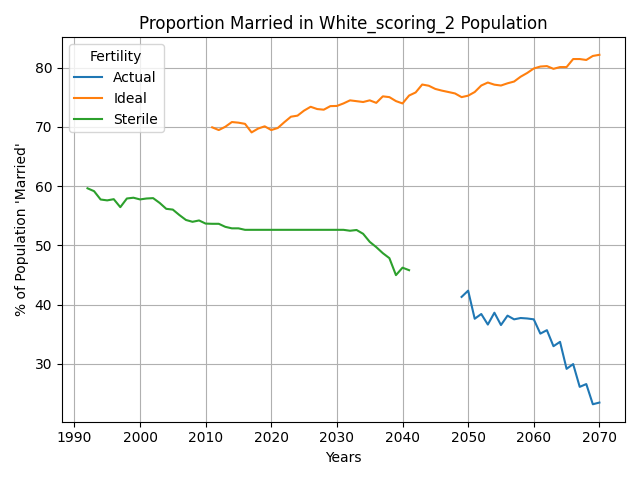 Proportion Married in White_scoring_2 Population
Fertility
Actual
Ideal
Sterile
% of Population 'Married'
80
70
60
50
40
30
1990 2000 2010 2020 2030 2040 2050 2060 2070
Years